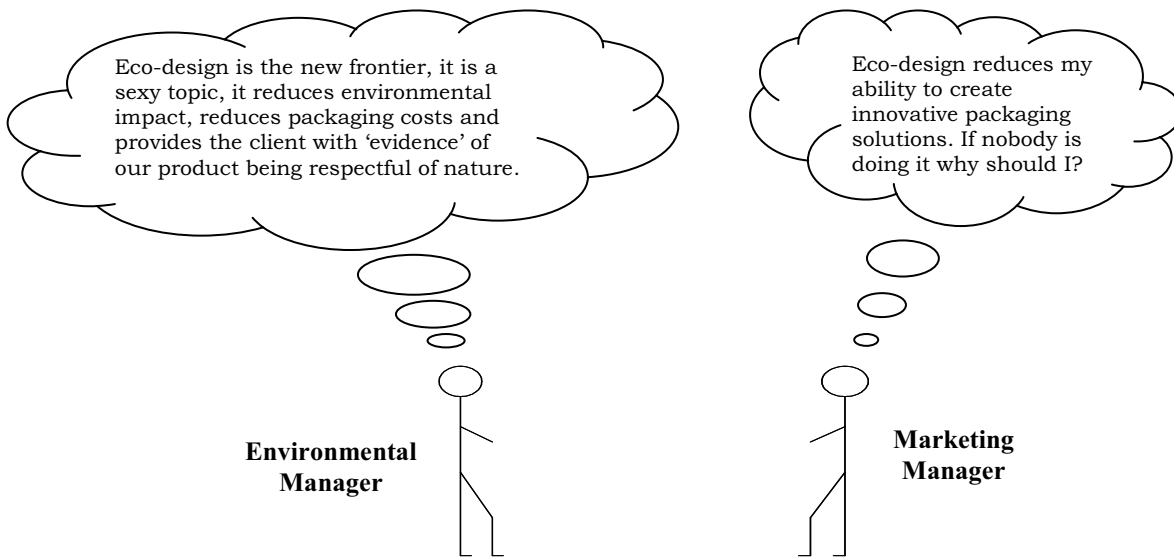 Eco-design is the new frontier, it is a
sexy topic, it reduces environmental
impact, reduces packaging costs and
provides the client with ‘evidence’ of
our product being respectful of nature.
Eco-design reduces my
ability to create
innovative packaging
solutions. If nobody is
doing it why should I?
Environmental
Manager
Marketing
Manager